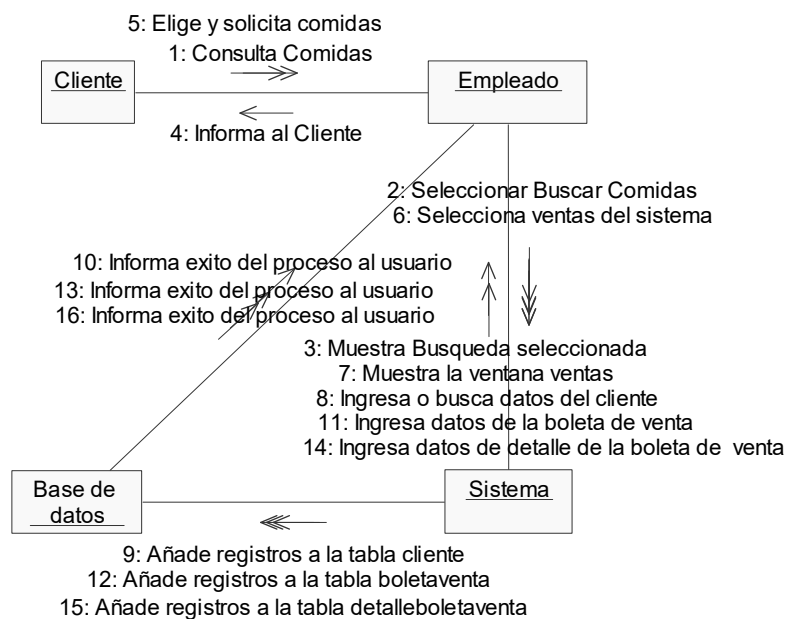 5: Elige y solicita comidas
1: Consulta Comidas
Cliente
Empleado
4: Informa al Cliente
2: Seleccionar Buscar Comidas
6: Selecciona ventas del sistema
10: Informa exito del proceso al usuario
13: Informa exito del proceso al usuario
16: Informa exito del proceso al usuario
3: Muestra Busqueda seleccionada
7: Muestra la ventana ventas
8: Ingresa o busca datos del cliente
11: Ingresa datos de la boleta de venta
14: Ingresa datos de detalle de la boleta de venta
Base de
datos
Sistema
9: Añade registros a la tabla cliente
12: Añade registros a la tabla boletaventa
15: Añade registros a la tabla detalleboletaventa